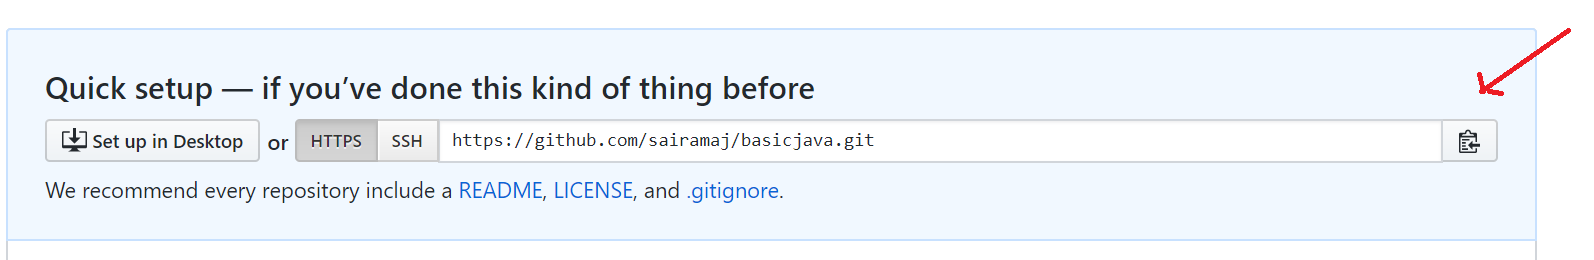 Quick setup — if you’ve done this kind of thing before
Set up in Desktop or HTTPS SSH https://github.com/sairamaj/basicjava.git
We recommend every repository include a README, LICENSE, and .gitignore.